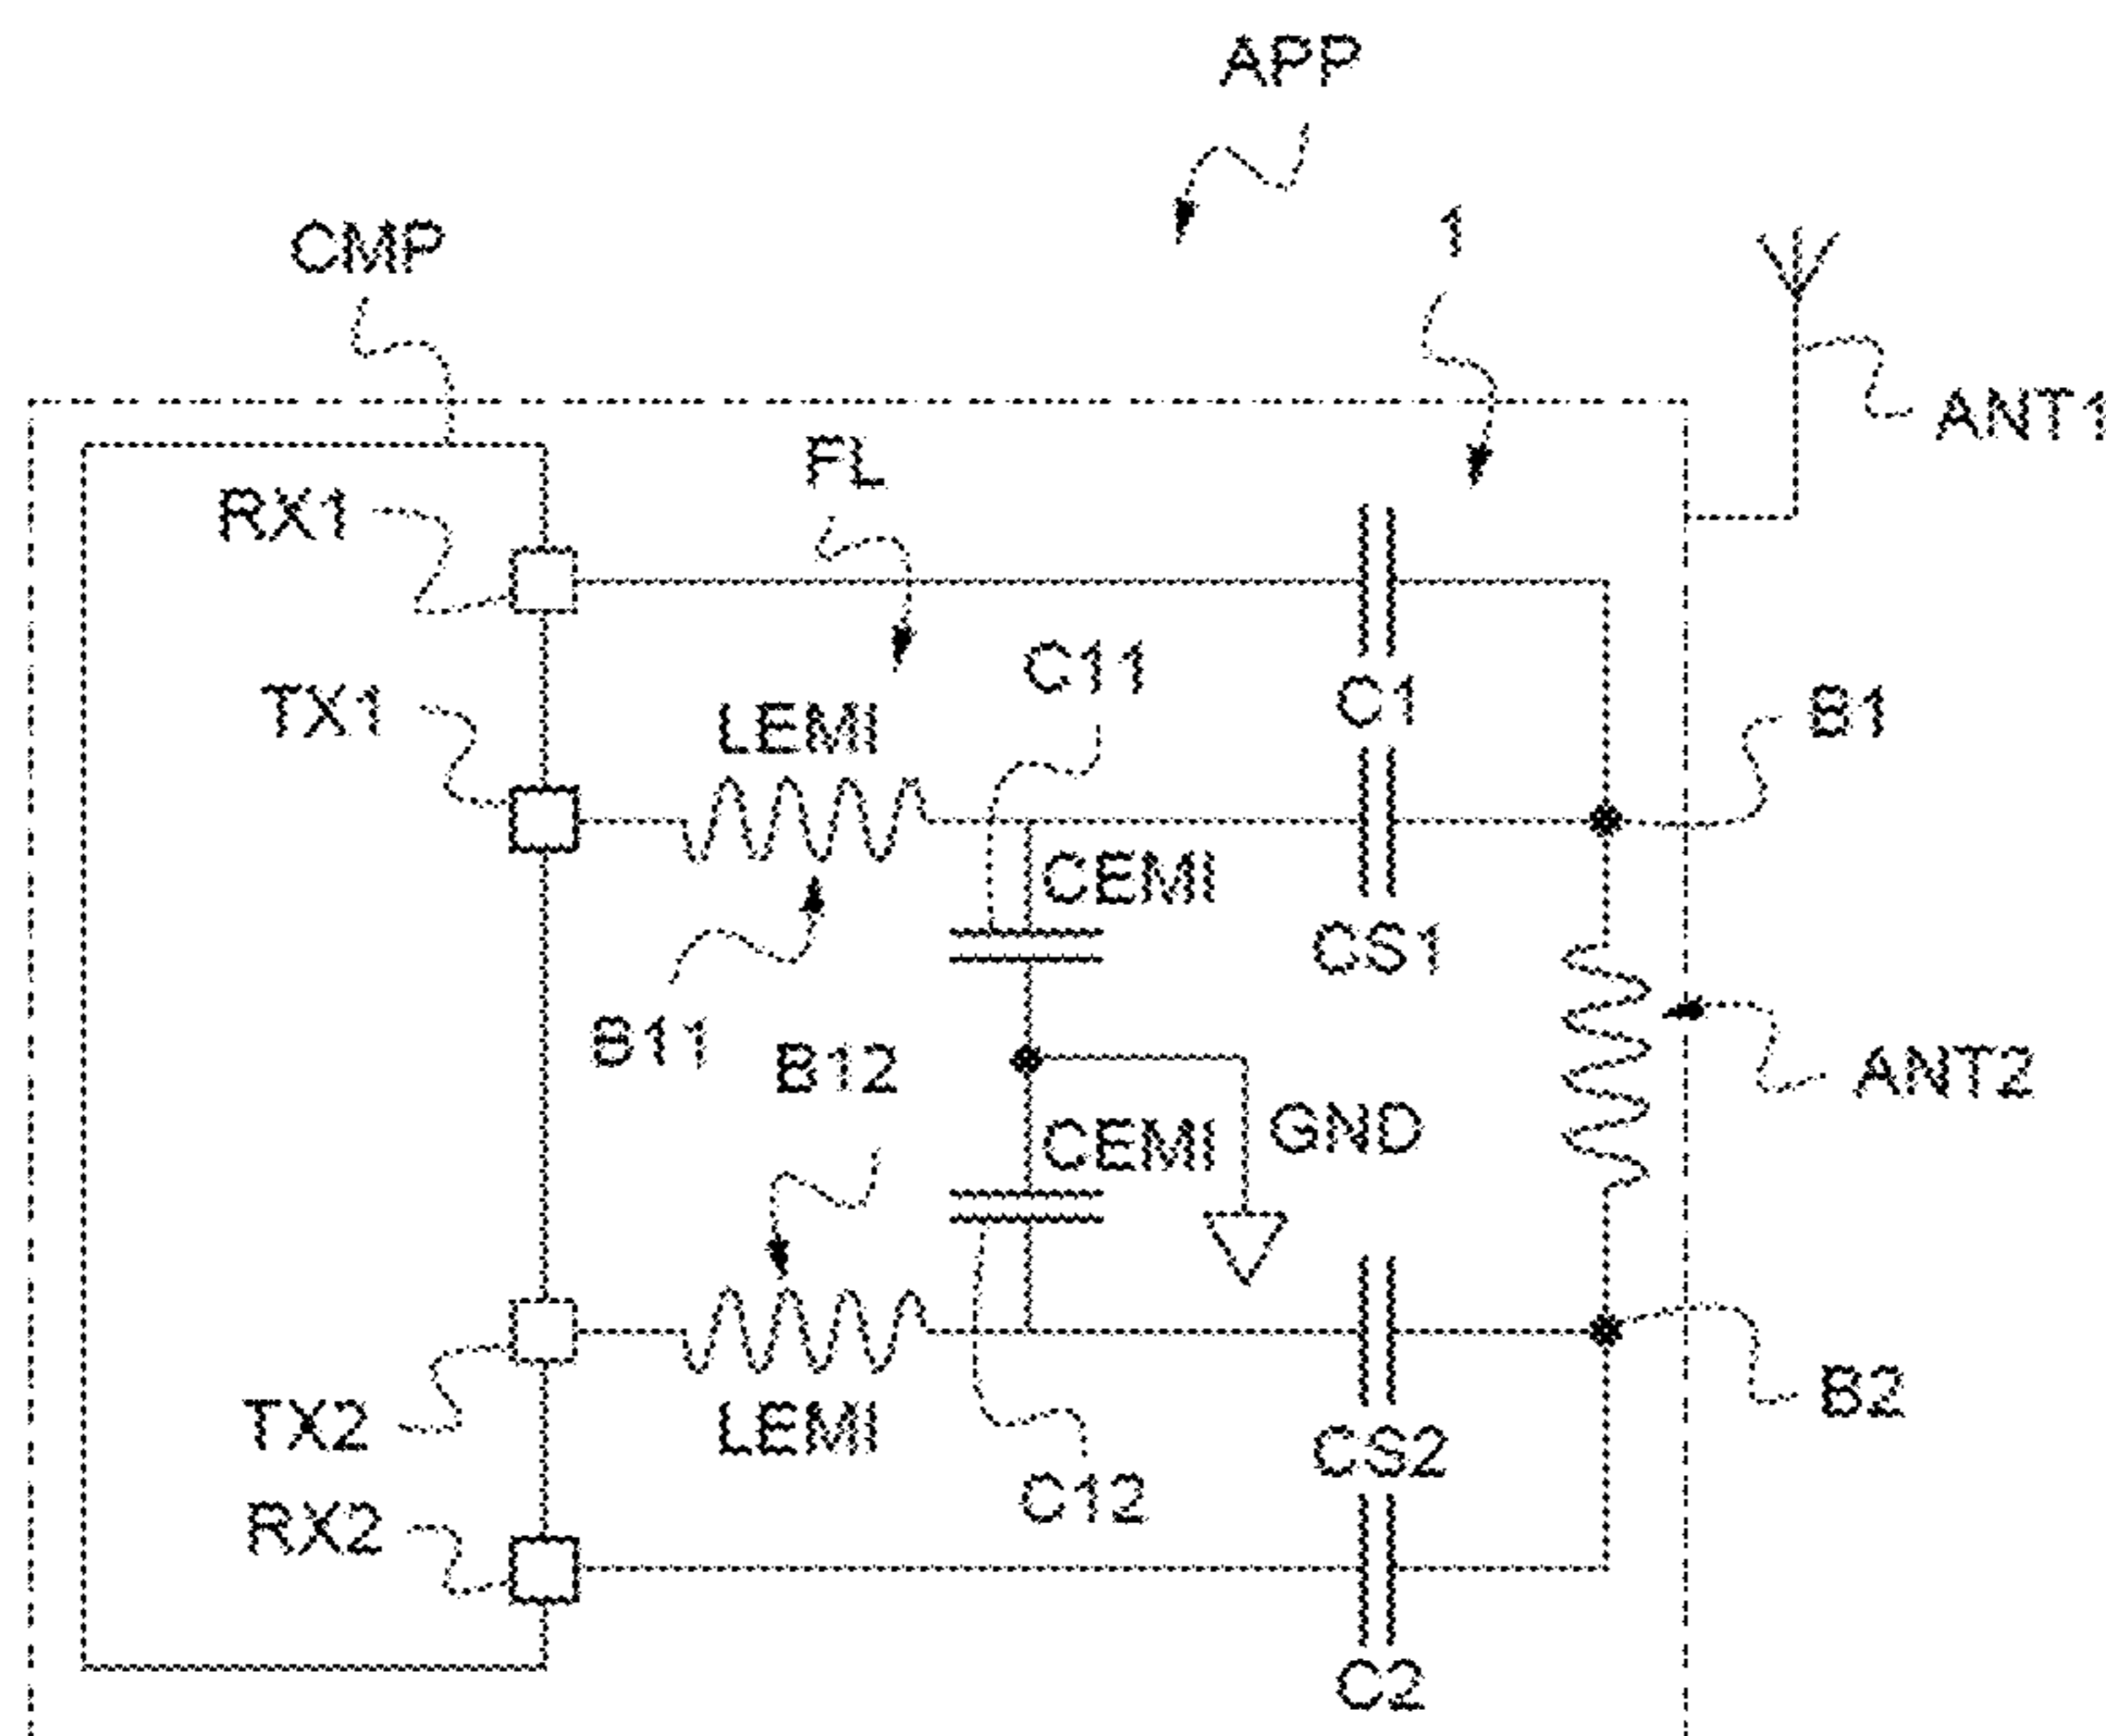 APP
CMP
1
ANT1
FL
RX1
C11
TX1
LEMI
C1
B1
CEMI
CS1
B11
B12
ANT2
CEMI
GND
TX2
LEMI
CS2
B2
RX2
C12
C2